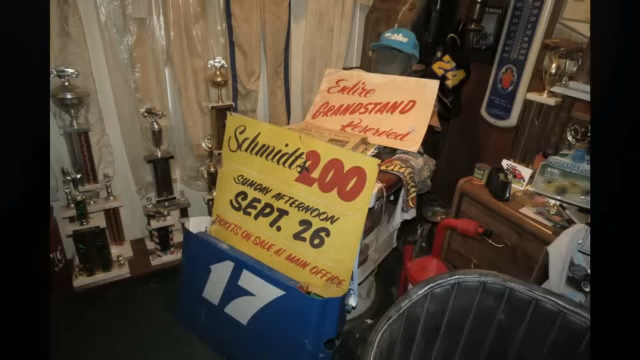 Entire
GRANDSTAND
Reserved
24
Schmidt
200
SUNDAY AFTERNOON
SEPT. 26
TICKETS ON SALE AT MAIN OFFICE
17